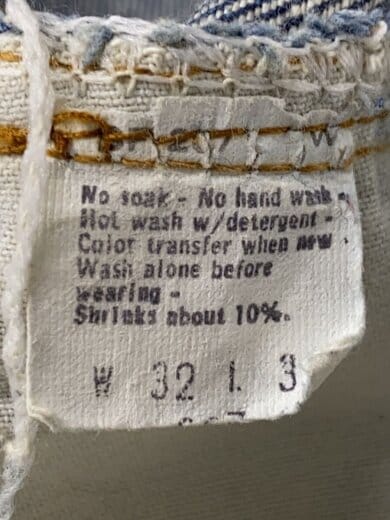 No soak - No hand wash -
Hot wash w/detergent -
Color transfer when new
Wash alone before
wearing -
Shrinks about 10%.
W 32 L 3